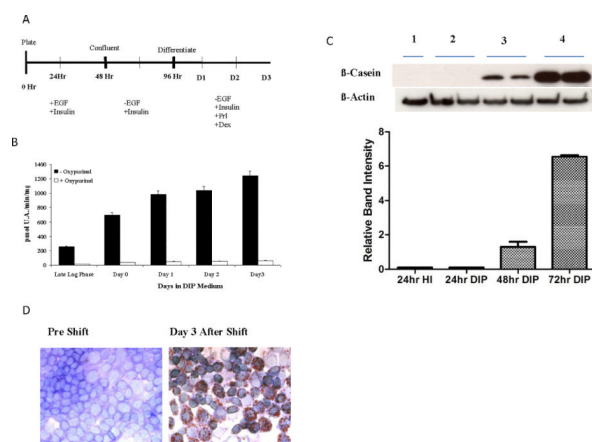 A
Plate
Confluent
Differentiate
0 Hr
24Hr
48 Hr
96 Hr
D1
D2
D3
+EGF
+Insulin
-EGF
+Insulin
-EGF
+Insulin
+Prl
+Dex
B
pmol U.A./min/mg
1400
1200
1000
800
600
400
200
0
- Oxypurinol
+ Oxypurinol
Late Log Phase
Day 0
Day 1
Day 2
Day3
Days in DIP Medium
C
1
2
3
4
ß-Casein
ß-Actin
Relative Band Intensity
8
6
4
2
0
24hr HI
24hr DIP
48hr DIP
72hr DIP
D
Pre Shift
Day 3 After Shift